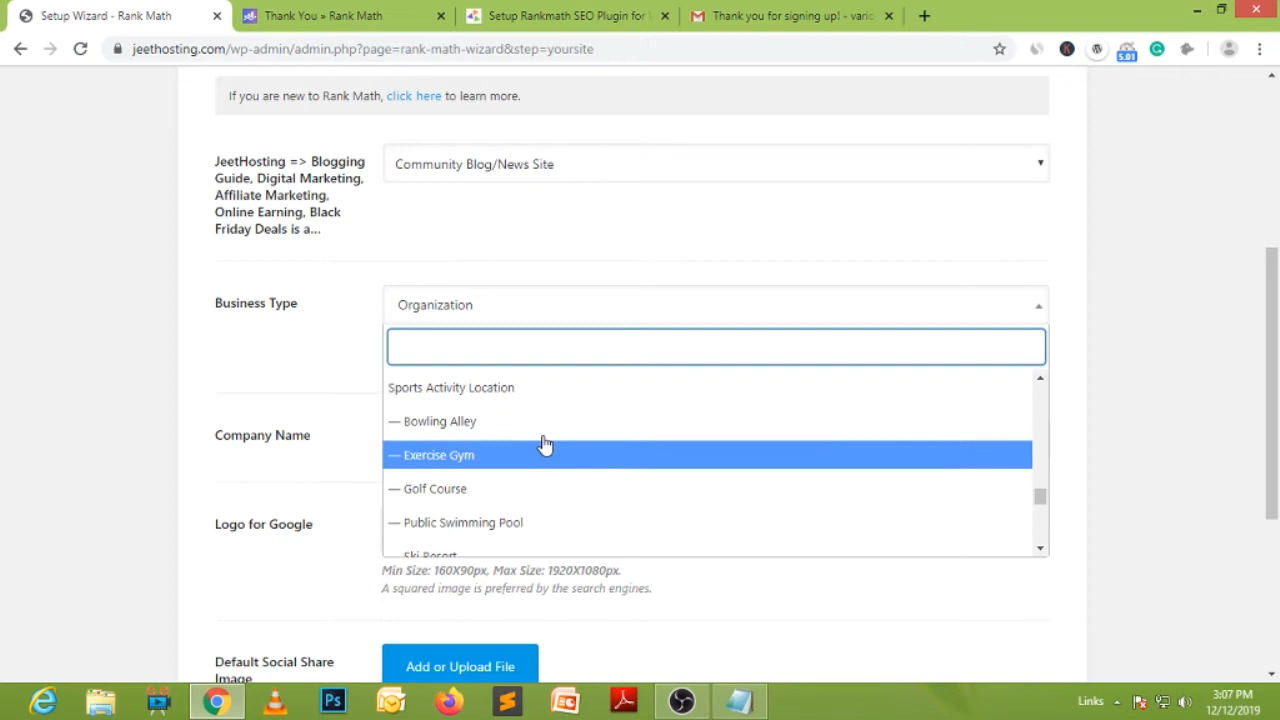 Setup Wizard - Rank Math
Thank You » Rank Math
Setup Rankmath SEO Plugin for
Thank you for signing up! - vario
jeethosting.com/wp-admin/admin.php?page=rank-math-wizard&step=yoursite
5.01
If you are new to Rank Math, click here to learn more.
JeetHosting => Blogging
Guide, Digital Marketing,
Affiliate Marketing,
Online Earning, Black
Friday Deals is a...
Community Blog/News Site
Business Type
Organization
Sports Activity Location
— Bowling Alley
— Exercise Gym
— Golf Course
— Public Swimming Pool
— Ski Resort
Company Name
Logo for Google
Min Size: 160X90px, Max Size: 1920X1080px.
A squared image is preferred by the search engines.
Default Social Share
Image
Add or Upload File
Links
3:07 PM
12/12/2019